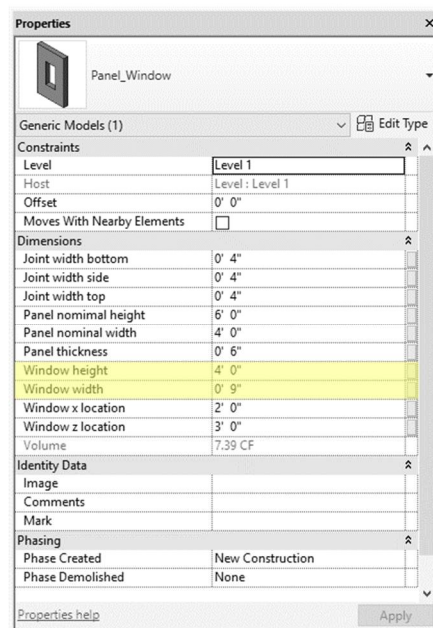 Properties
Panel_Window
Generic Models (1) Edit Type
Constraints
Level Level 1
Host Level : Level 1
Offset 0' 0"
Moves With Nearby Elements
Dimensions
Joint width bottom 0' 4"
Joint width side 0' 4"
Joint width top 0' 4"
Panel nomimal height 6' 0"
Panel nominal width 4' 0"
Panel thickness 0' 6"
Window height 4' 0"
Window width 0' 9"
Window x location 2' 0"
Window z location 3' 0"
Volume 7.39 CF
Identity Data
Image
Comments
Mark
Phasing
Phase Created New Construction
Phase Demolished None
Properties help Apply